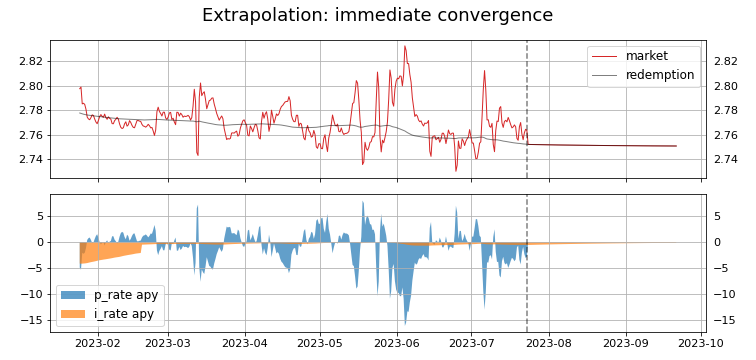 Extrapolation: immediate convergence
2.82 2.82
2.80 2.80
2.78 2.78
2.76 2.76
2.74 2.74
market
redemption
5 5
0 0
−5 −5
−10 −10
−15 −15
p_rate apy
i_rate apy
2023-02 2023-03 2023-04 2023-05 2023-06 2023-07 2023-08 2023-09 2023-10